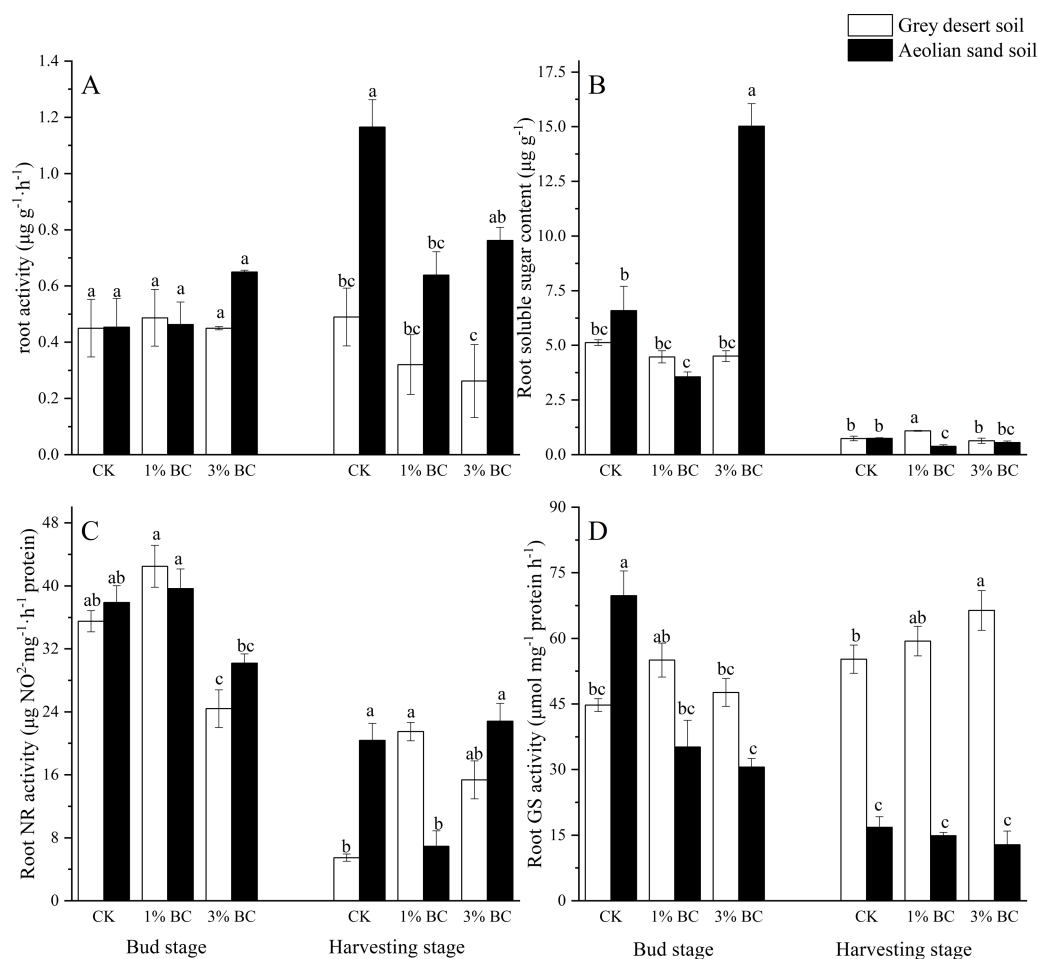 Grey desert soil
Aeolian sand soil
A
root activity (µg g⁻¹·h⁻¹)
1.4
1.2
1.0
0.8
0.6
0.4
0.2
0.0
a a a a a a
bc a bc bc c ab
CK 1% BC 3% BC CK 1% BC 3% BC
B
Root soluble sugar content (µg g⁻¹)
17.5
15.0
12.5
10.0
7.5
5.0
2.5
0.0
bc b bc c bc a
b b a c b bc
CK 1% BC 3% BC CK 1% BC 3% BC
C
Root NR activity (µg NO²⁻mg⁻¹·h⁻¹ protein)
48
40
32
24
16
8
0
ab ab a a c bc
b a a b ab a
CK 1% BC 3% BC CK 1% BC 3% BC
Bud stage Harvesting stage
D
Root GS activity (µmol mg⁻¹ protein h⁻¹)
90
75
60
45
30
15
0
bc a ab bc bc c
b c ab c a c
CK 1% BC 3% BC CK 1% BC 3% BC
Bud stage Harvesting stage